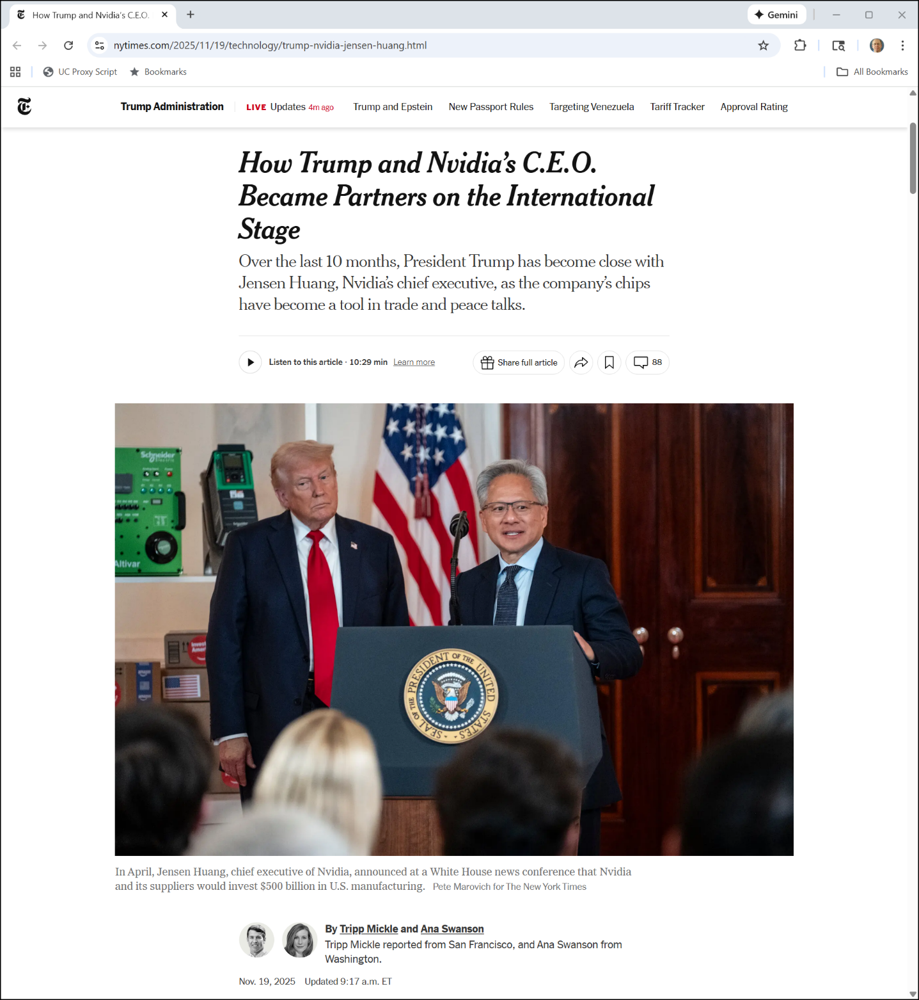 How Trump and Nvidia's C.E.O.
Gemini
nytimes.com/2025/11/19/technology/trump-nvidia-jensen-huang.html
UC Proxy Script
Bookmarks
All Bookmarks
Trump Administration
LIVE Updates 4m ago
Trump and Epstein
New Passport Rules
Targeting Venezuela
Tariff Tracker
Approval Rating
How Trump and Nvidia’s C.E.O.
Became Partners on the International
Stage
Over the last 10 months, President Trump has become close with
Jensen Huang, Nvidia’s chief executive, as the company’s chips
have become a tool in trade and peace talks.
Listen to this article · 10:29 min Learn more
Share full article
88
Schneider
Electric
Altivar
SEAL OF THE PRESIDENT OF THE UNITED STATES
In April, Jensen Huang, chief executive of Nvidia, announced at a White House news conference that Nvidia
and its suppliers would invest $500 billion in U.S. manufacturing. Pete Marovich for The New York Times
By Tripp Mickle and Ana Swanson
Tripp Mickle reported from San Francisco, and Ana Swanson from
Washington.
Nov. 19, 2025 Updated 9:17 a.m. ET